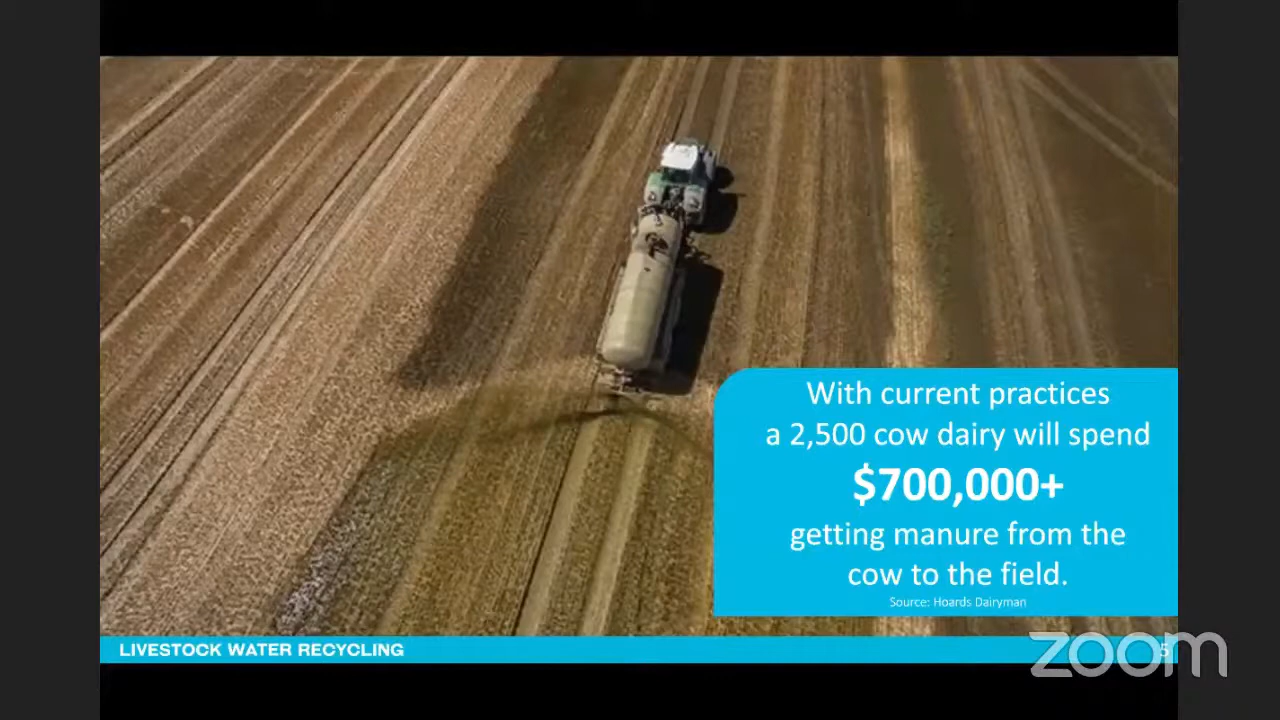 With current practices
a 2,500 cow dairy will spend
$700,000+
getting manure from the
cow to the field.
Source: Hoards Dairyman
LIVESTOCK WATER RECYCLING
5
zoom